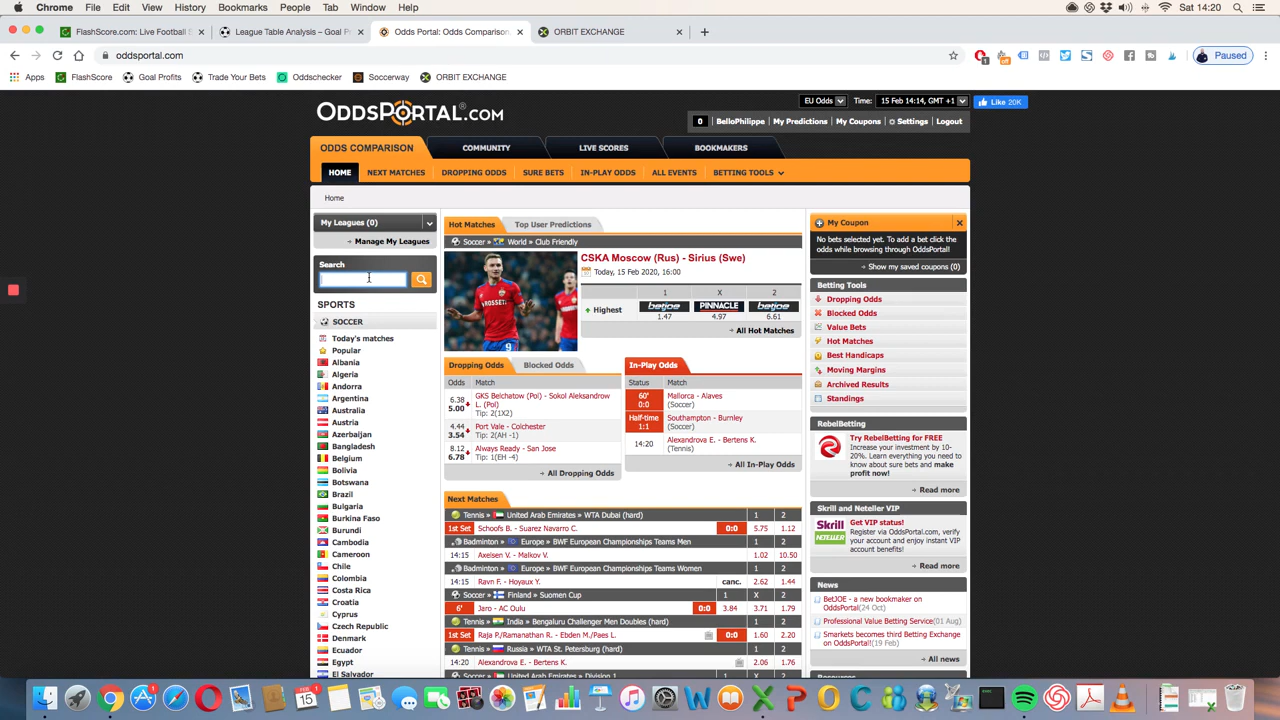 Chrome File Edit View History Bookmarks People Tab Window Help Sat 14:20
FlashScore.com: Live Football League Table Analysis – Goal P Odds Portal: Odds Comparison, ORBIT EXCHANGE
oddsportal.com Paused
Apps FlashScore Goal Profits Trade Your Bets Oddschecker Soccerway ORBIT EXCHANGE
ODDSPORTAL.COM
EU Odds Time: 15 Feb 14:14, GMT +1 Like 20K
0 BelloPhilippe My Predictions My Coupons Settings Logout
ODDS COMPARISON COMMUNITY LIVE SCORES BOOKMAKERS
HOME NEXT MATCHES DROPPING ODDS SURE BETS IN-PLAY ODDS ALL EVENTS BETTING TOOLS
Home
My Leagues (0)
Manage My Leagues
Search
SPORTS
SOCCER
Today's matches
Popular
Albania
Algeria
Andorra
Argentina
Australia
Austria
Azerbaijan
Bangladesh
Belgium
Bolivia
Botswana
Brazil
Bulgaria
Burkina Faso
Burundi
Cambodia
Cameroon
Chile
Colombia
Costa Rica
Croatia
Cyprus
Czech Republic
Denmark
Ecuador
Egypt
El Salvador
Hot Matches Top User Predictions
Soccer » World » Club Friendly
CSKA Moscow (Rus) - Sirius (Swe)
Today, 15 Feb 2020, 16:00
1 X 2
Highest betjoe PINNACLE betjoe
1.47 4.97 6.61
All Hot Matches
Dropping Odds Blocked Odds
Odds Match
6.38 GKS Belchatow (Pol) - Sokol Aleksandrow
5.00 L. (Pol)
Tip: 2(1X2)
4.44 Port Vale - Colchester
3.54 Tip: 2(AH -1)
8.12 Always Ready - San Jose
6.78 Tip: 1(EH -4)
All Dropping Odds
In-Play Odds
Status Match
60' Mallorca - Alaves
0:0 (Soccer)
Half-time Southampton - Burnley
1:1 (Soccer)
14:20 Alexandrova E. - Bertens K.
(Tennis)
All In-Play Odds
Next Matches
Tennis » United Arab Emirates » WTA Dubai (hard) 1 2
1st Set Schoofs B. - Suarez Navarro C. 0:0 5.75 1.12
Badminton » Europe » BWF European Championships Teams Men 1 2
14:15 Axelsen V. - Malkov V. 1.02 10.50
Badminton » Europe » BWF European Championships Teams Women 1 2
14:15 Ravn F. - Hoyaux Y. canc. 2.62 1.44
Soccer » Finland » Suomen Cup 1 X 2
6' Jaro - AC Oulu 0:0 3.84 3.71 1.79
Tennis » India » Bengaluru Challenger Men Doubles (hard) 1 2
1st Set Raja P./Ramanathan R. - Ebden M./Paes L. 0:0 1.60 2.20
Tennis » Russia » WTA St. Petersburg (hard) 1 2
14:20 Alexandrova E. - Bertens K. 2.06 1.76
My Coupon
No bets selected yet. To add a bet click the
odds while browsing through OddsPortal!
Show my saved coupons (0)
Betting Tools
Dropping Odds
Blocked Odds
Value Bets
Hot Matches
Best Handicaps
Moving Margins
Archived Results
Standings
RebelBetting
Try RebelBetting for FREE
Increase your investment by 10-
20%. Learn everything you need
to know about sure bets and make
profit now!
Read more
Skrill and Neteller VIP
Skrill
NETELLER
Get VIP status!
Register via OddsPortal.com, verify
your account and enjoy instant VIP
account benefits!
Read more
News
BetJOE - a new bookmaker on
OddsPortal(24 Oct)
Professional Value Betting Service(01 Aug)
Smarkets becomes third Betting Exchange
on OddsPortal!(19 Feb)
All news